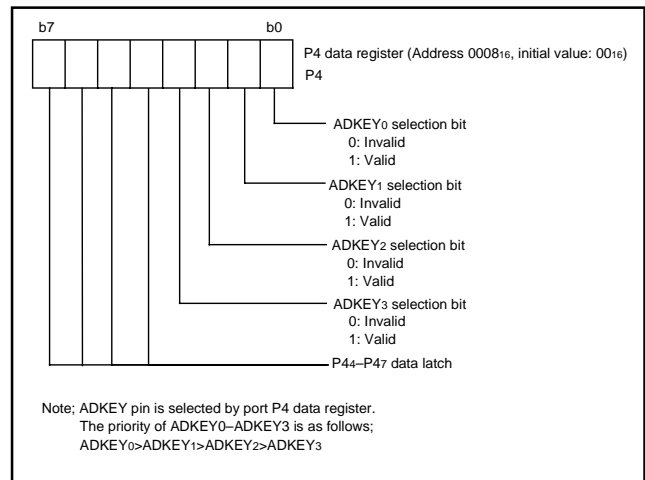 b7 b0
P4 data register (Address 0008₁₆, initial value: 00₁₆)
P4
ADKEY₀ selection bit
0: Invalid
1: Valid
ADKEY₁ selection bit
0: Invalid
1: Valid
ADKEY₂ selection bit
0: Invalid
1: Valid
ADKEY₃ selection bit
0: Invalid
1: Valid
P4₄–P4₇ data latch
Note; ADKEY pin is selected by port P4 data register.
The priority of ADKEY0–ADKEY3 is as follows;
ADKEY₀>ADKEY₁>ADKEY₂>ADKEY₃